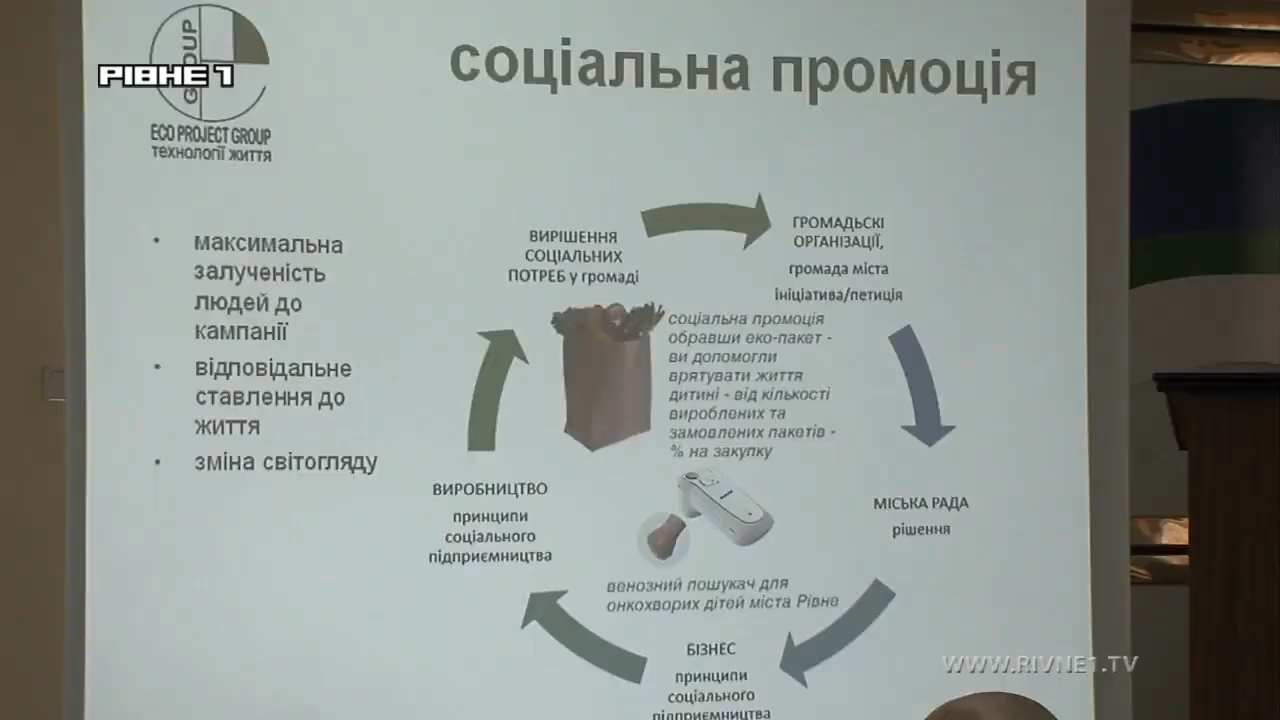 GROUP
РІВНЕ 1
ECO PROJECT GROUP
технології життя
соціальна промоція
• максимальна
залученість
людей до
кампанії
• відповідальне
ставлення до
життя
• зміна світогляду
ВИРІШЕННЯ
СОЦІАЛЬНИХ
ПОТРЕБ у громаді
ГРОМАДЬСКІ
ОРГАНІЗАЦІЇ,
громада міста
ініціатива/петиція
соціальна промоція
обравши еко-пакет -
ви допомогли
врятувати життя
дитині - від кількості
вироблених та
замовлених пакетів -
% на закупку
МІСЬКА РАДА
рішення
ВИРОБНИЦТВО
принципи
соціального
підприємництва
венозний пошукач для
онкохворих дітей міста Рівне
БІЗНЕС
принципи
соціального
підприємництва
WWW.RIVNE1.TV